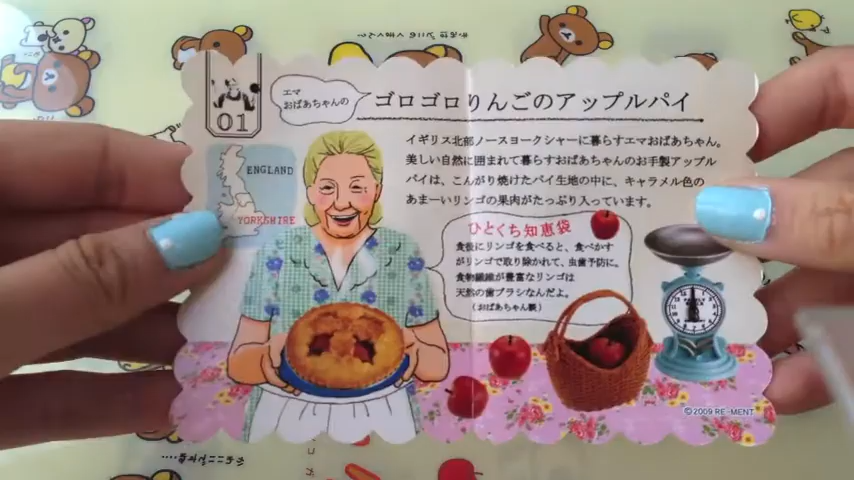 01
エマ
おばあちゃんの
ゴロゴロりんごのアップルパイ
ENGLAND
YORKSHIRE
イギリス北部ノースヨークシャーに暮らすエマおばあちゃん。
美しい自然に囲まれて暮らすおばあちゃんのお手製アップル
パイは、こんがり焼けたパイ生地の中に、キャラメル色の
あまーいリンゴの果肉がたっぷり入っています。
ひとくち知恵袋
食後にリンゴを食べると、食べかす
がリンゴで取り除かれて、虫歯予防に。
食物繊維が豊富なリンゴは
天然の歯ブラシなんだよ。
(おばあちゃん談)
©2009 RE-MENT